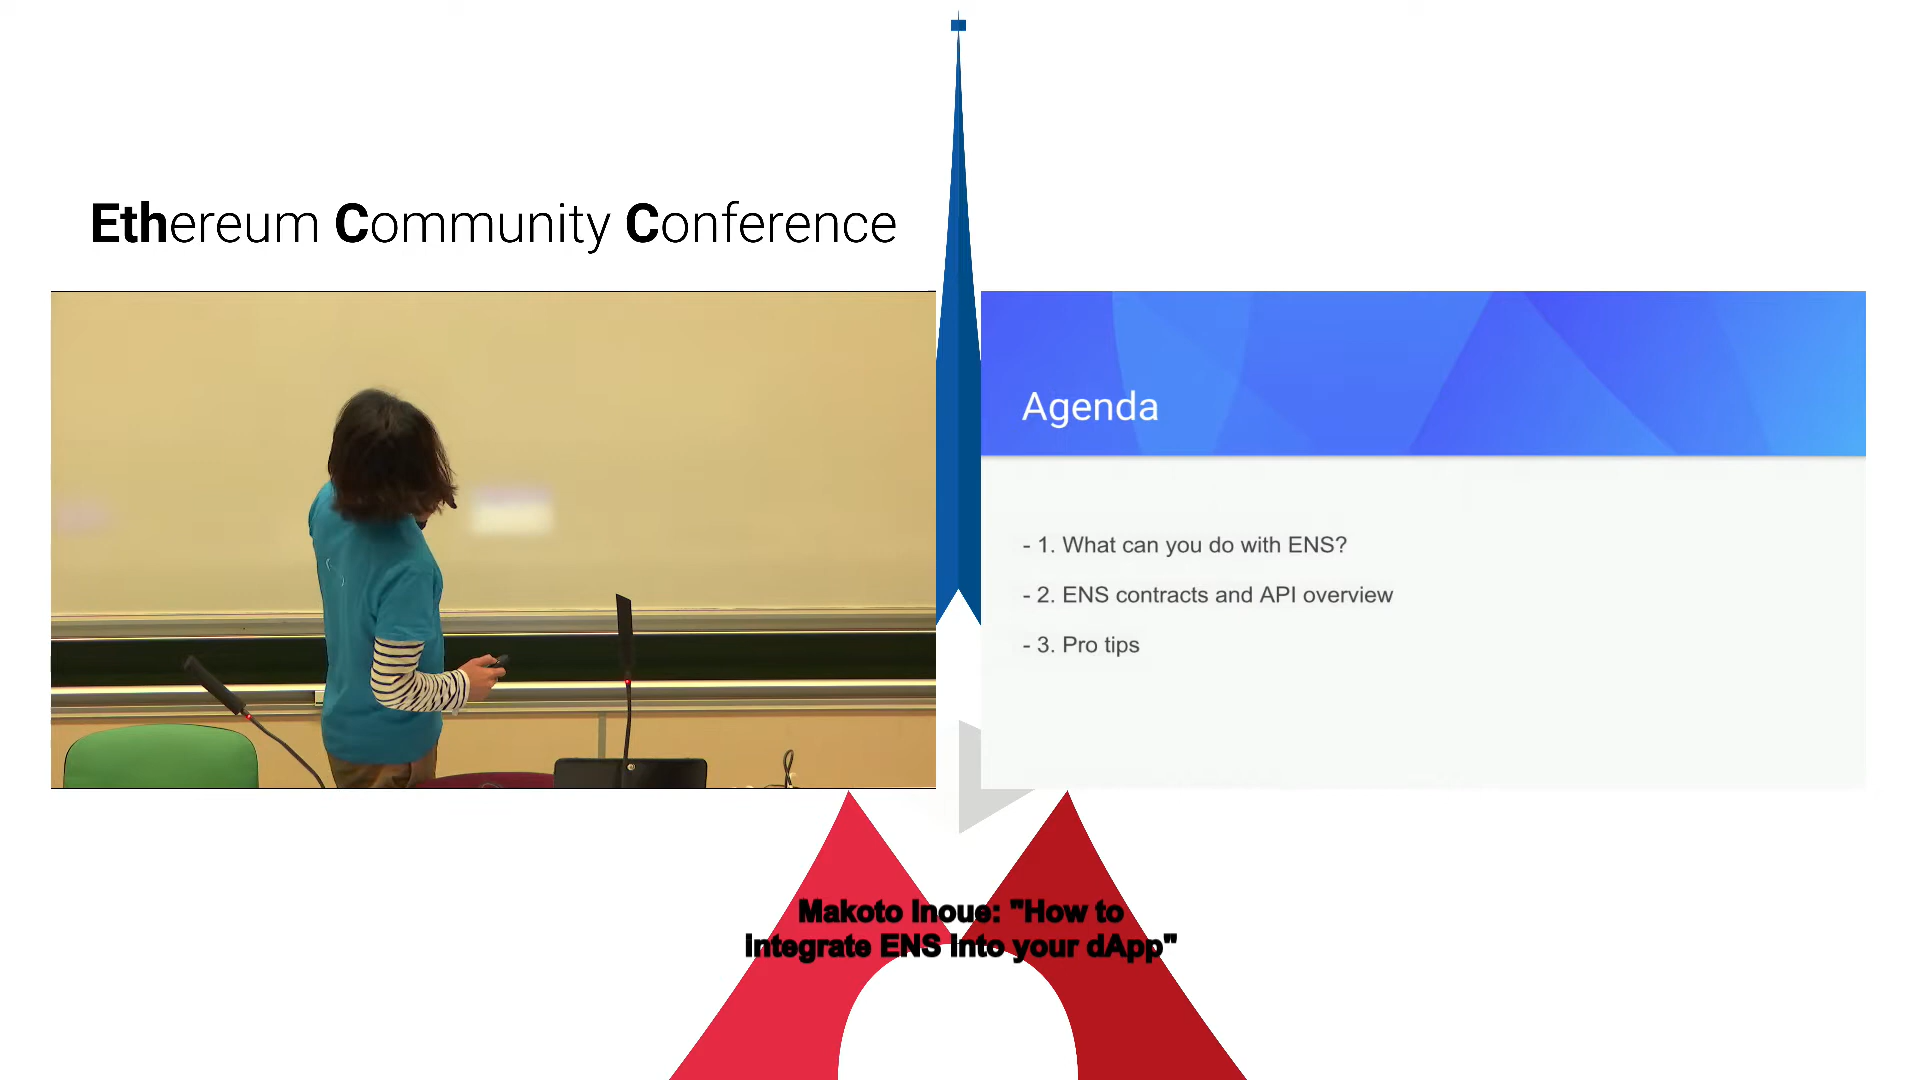 Ethereum Community Conference
Agenda
- 1. What can you do with ENS?
- 2. ENS contracts and API overview
- 3. Pro tips
Makoto Inoue: "How to
Integrate ENS Into your dApp"